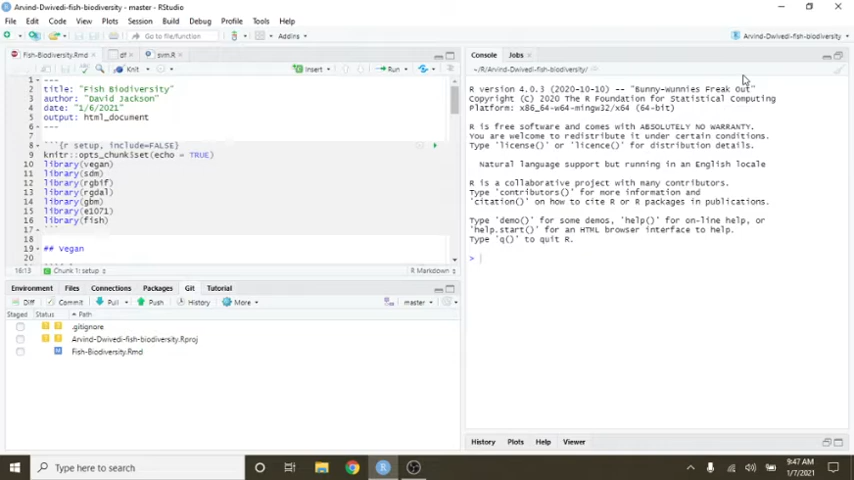 Arvind-Dwivedi-fish-biodiversity - master - RStudio
File Edit Code View Plots Session Build Debug Profile Tools Help
Go to file/function Addins Arvind-Dwivedi-fish-biodiversity
Fish-Biodiversity.Rmd df svm.R
Knit Insert Run
1 ---
2 title: "Fish Biodiversity"
3 author: "David Jackson"
4 date: "1/6/2021"
5 output: html_document
6 ---
7
8 ```{r setup, include=FALSE}
9 knitr::opts_chunk$set(echo = TRUE)
10 library(vegan)
11 library(sdm)
12 library(rgbif)
13 library(rgdal)
14 library(gbm)
15 library(e1071)
16 library(fish)
17 ```
18
19 ## Vegan
16:13 Chunk 1: setup R Markdown
Environment Files Connections Packages Git Tutorial
Diff Commit Pull Push History More master
Staged Status Path
.gitignore
Arvind-Dwivedi-fish-biodiversity.Rproj
Fish-Biodiversity.Rmd
Console Jobs
~/R/Arvind-Dwivedi-fish-biodiversity/
R version 4.0.3 (2020-10-10) -- "Bunny-Wunnies Freak Out"
Copyright (C) 2020 The R Foundation for Statistical Computing
Platform: x86_64-w64-mingw32/x64 (64-bit)
R is free software and comes with ABSOLUTELY NO WARRANTY.
You are welcome to redistribute it under certain conditions.
Type 'license()' or 'licence()' for distribution details.
Natural language support but running in an English locale
R is a collaborative project with many contributors.
Type 'contributors()' for more information and
'citation()' on how to cite R or R packages in publications.
Type 'demo()' for some demos, 'help()' for on-line help, or
'help.start()' for an HTML browser interface to help.
Type 'q()' to quit R.
>
History Plots Help Viewer
Type here to search
9:47 AM
1/7/2021